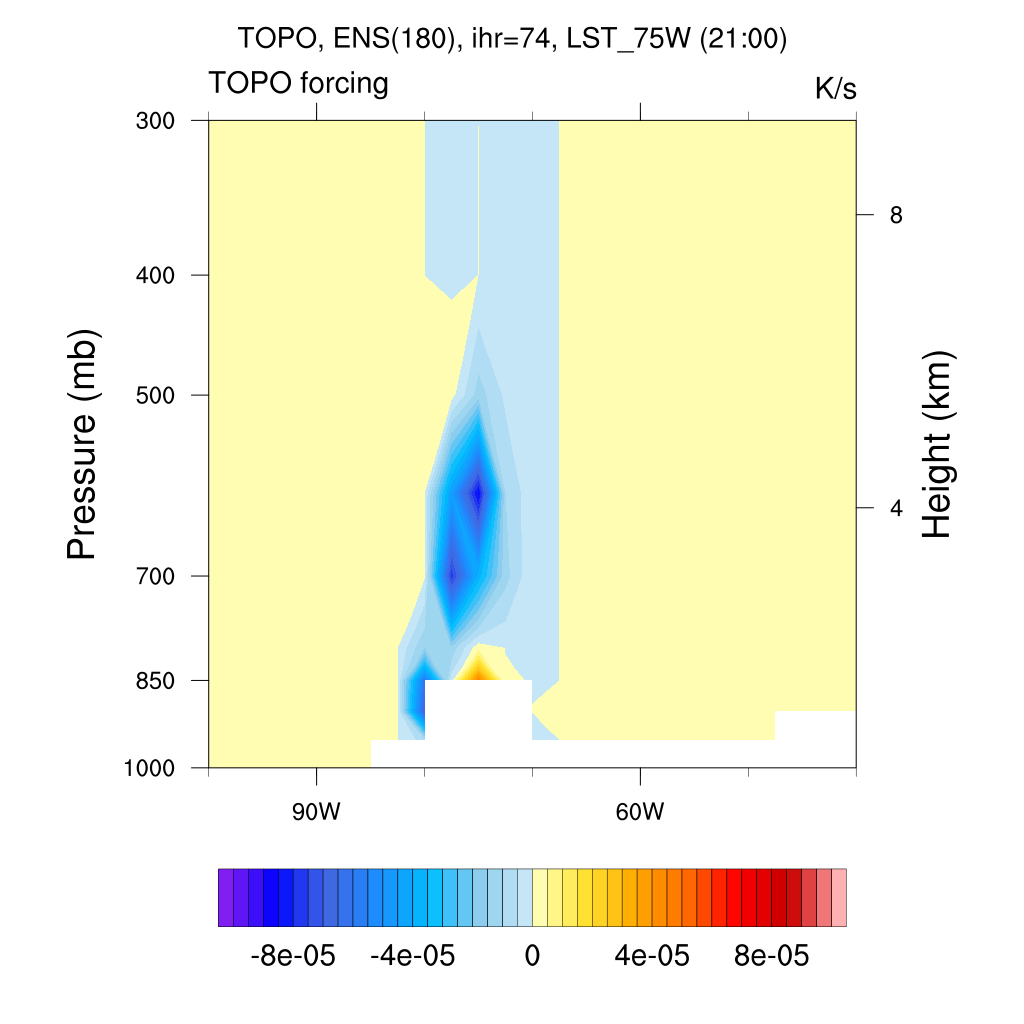 TOPO, ENS(180), ihr=74, LST_75W (21:00)
TOPO forcing K/s
300
400
500
700
850
1000
Pressure (mb)
8
4
Height (km)
90W 60W
-8e-05 -4e-05 0 4e-05 8e-05